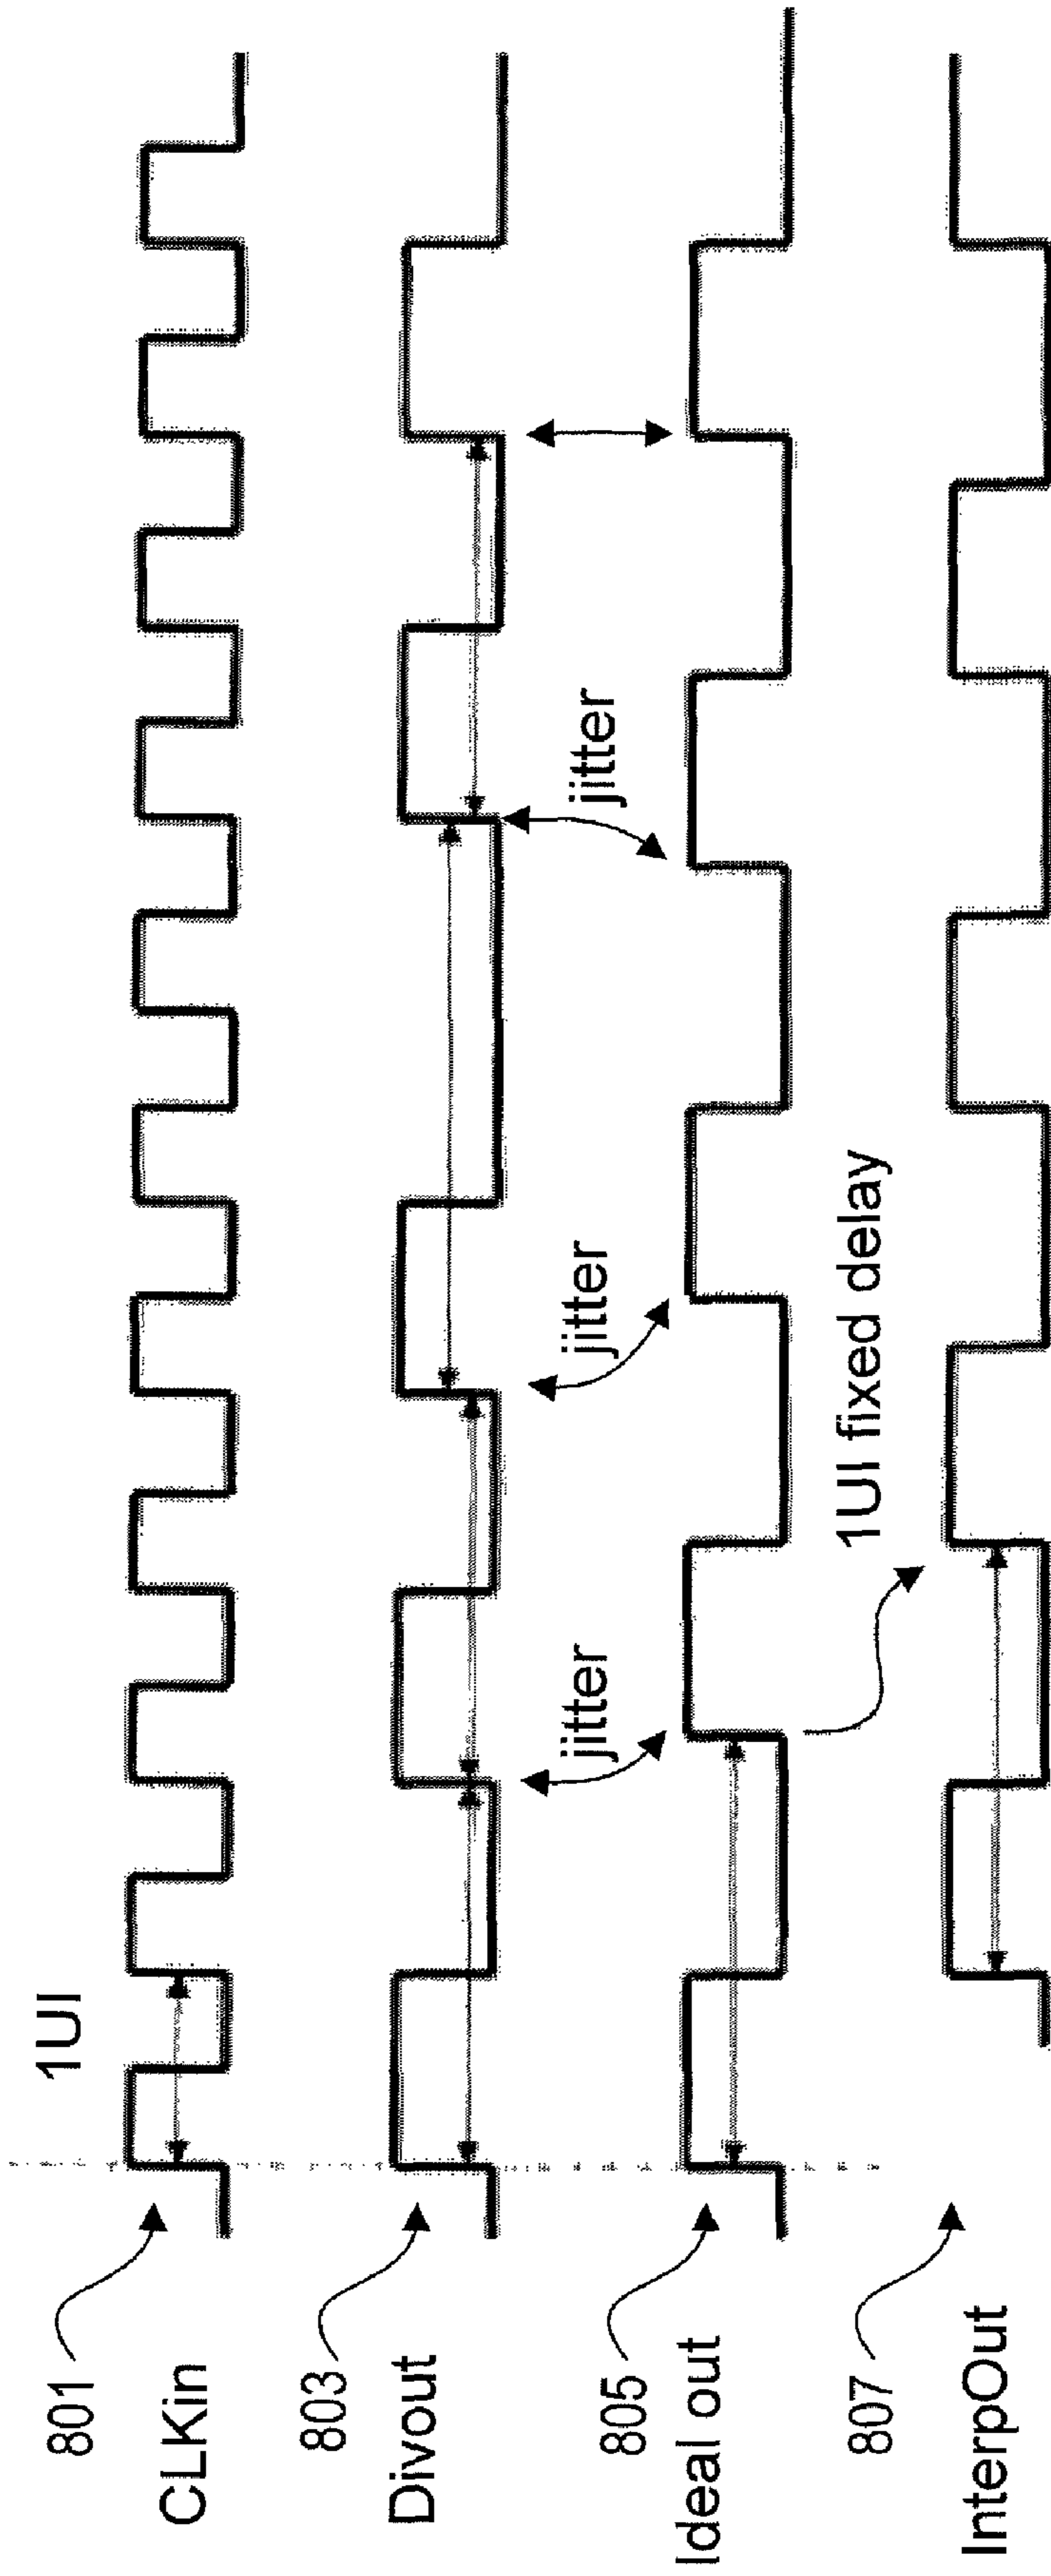 1UI
801
CLKin
803
Divout
jitter
jitter
jitter
805
Ideal out
1UI fixed delay
807
InterpOut